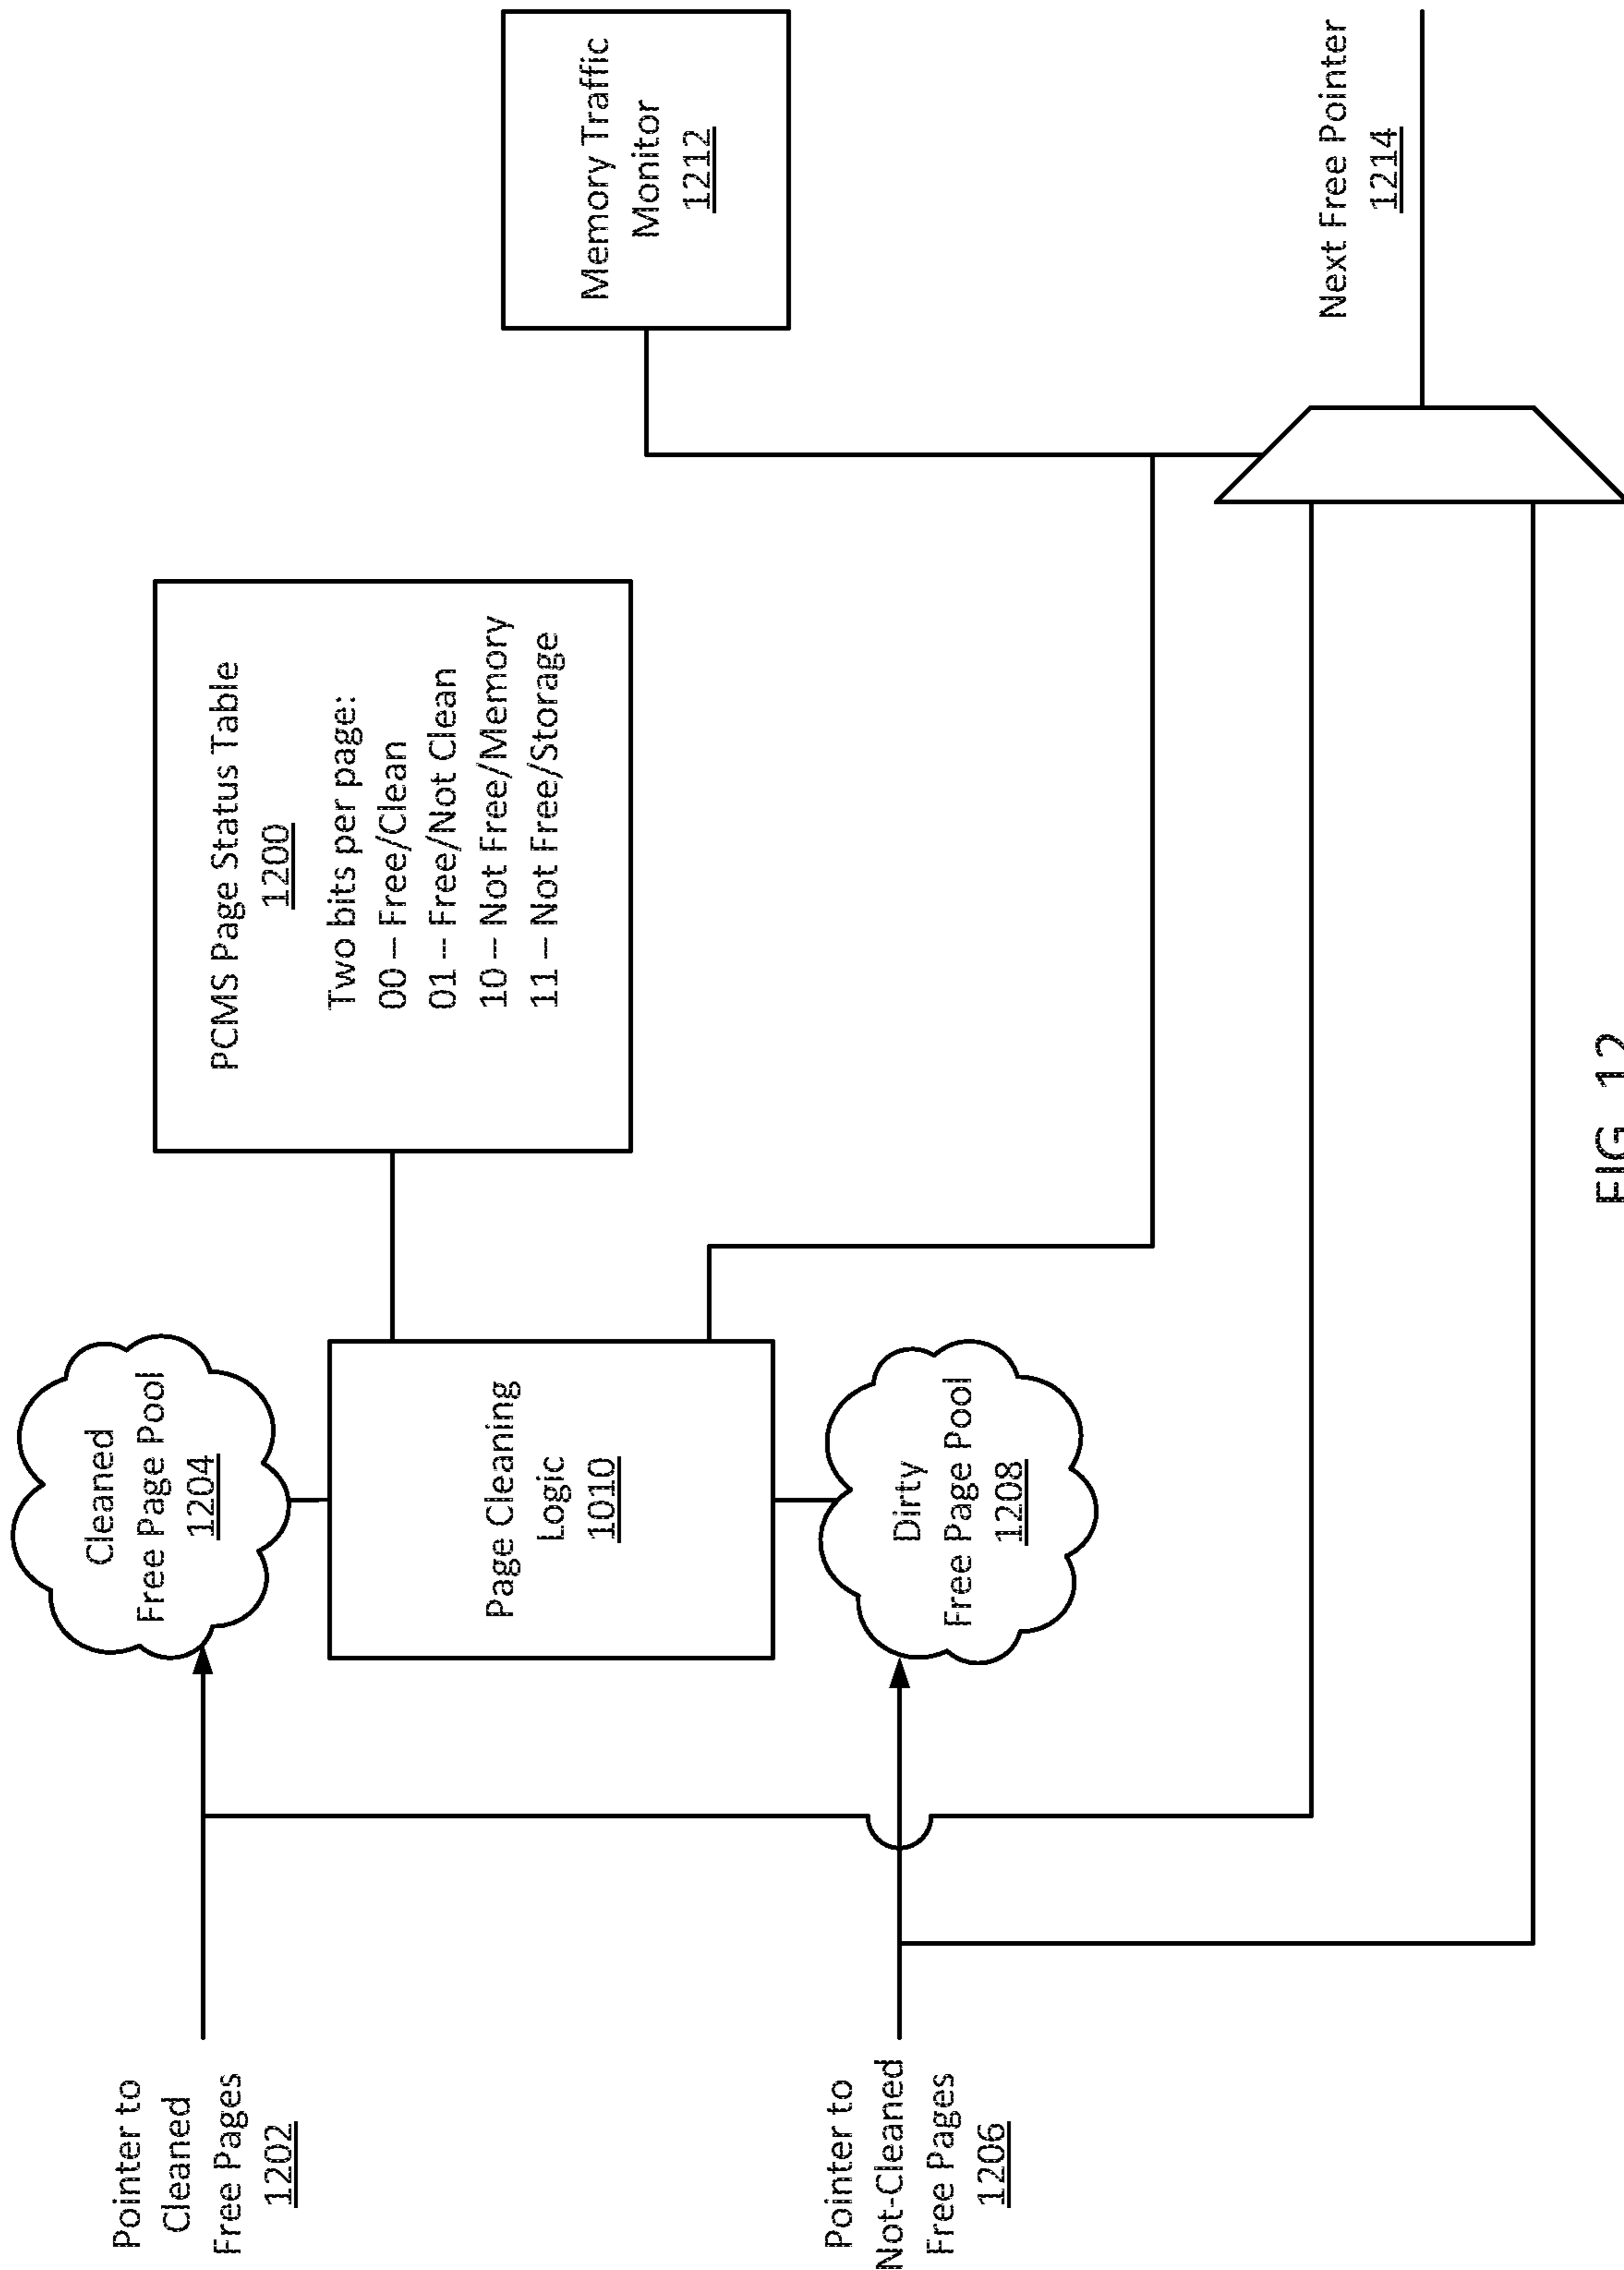 Pointer to
Cleaned
Free Pages
1202
Cleaned
Free Page Pool
1204
PCMS Page Status Table
1200
Two bits per page:
00 – Free/Clean
01 -- Free/Not Clean
10 -- Not Free/Memory
11 – Not Free/Storage
Page Cleaning
Logic
1010
Memory Traffic
Monitor
1212
Pointer to
Not-Cleaned
Free Pages
1206
Dirty
Free Page Pool
1208
Next Free Pointer
1214
FIG. 12